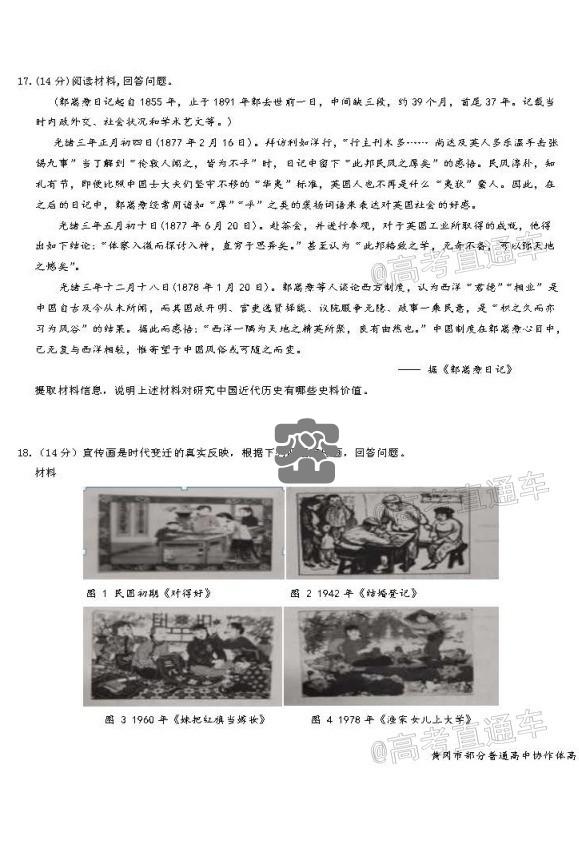 17.(14分)阅读材料,回答问题。
(郭嵩焘日记起自1855年，止于1891年郭去世前一日，中间缺三段，约39个月，首尾37年。记载当
时内政外交、社会状况和学术艺文等。)
光绪三年正月初四(1877年2月16日)。拜访利如洋行，“行主刊木多…… 尚达及英人多乐温手击张
锡九事”当了解到“伦敦人闻之，皆为不平”时，日记中留下“此邦民风之厚矣”的感悟。民风淳朴，知
礼有节，即使比照中国士大夫们坚守不移的“华夷”标准，英国人也不再是什么“夷狄”蛮人。因此，在
之后的日记中，郭嵩焘经常用诸如“厚”“平”之类的褒扬词语来表达对英国社会的好感。
光绪三年五月初十日(1877年6月20日)。赴茶会，并进行参观，对于英国工业所取得的成就，他得
出如下结论：“体察入微而探讨入神，直穷于思异矣。”甚至认为“此邦格致之学，无奇不备，可以弥天地
之憾矣”。
光绪三年十二月十八日(1878年1月20日)。郭嵩焘等人谈论西方制度，认为西洋“君德”“相业”是
中国自古及今从未所闻，而其国政开明、官吏选贤择能、议院服争无隐、政事一乘民意，是“积之久而亦
习为风俗”的结果。据此而感悟：“西洋一隅为天地之精英所聚，良有由然也。”中国制度在郭嵩焘心目中，
已无复与西洋相较，惟寄望于中国风俗或可随之而变。
—— 据《郭嵩焘日记》
提取材料信息，说明上述材料对研究中国近代历史有哪些史料价值。
18.（14分）宣传画是时代变迁的真实反映，根据下，回答问题。
材料
图 1 民国初期《对得好》
图 2 1942年《结婚登记》
图 3 1960年《妹把红旗当嫁妆》
图 4 1978年《渔家女儿上大学》
黄冈市部分普通高中协作体高
@高考直通车
@高考直通车
@高考直通车